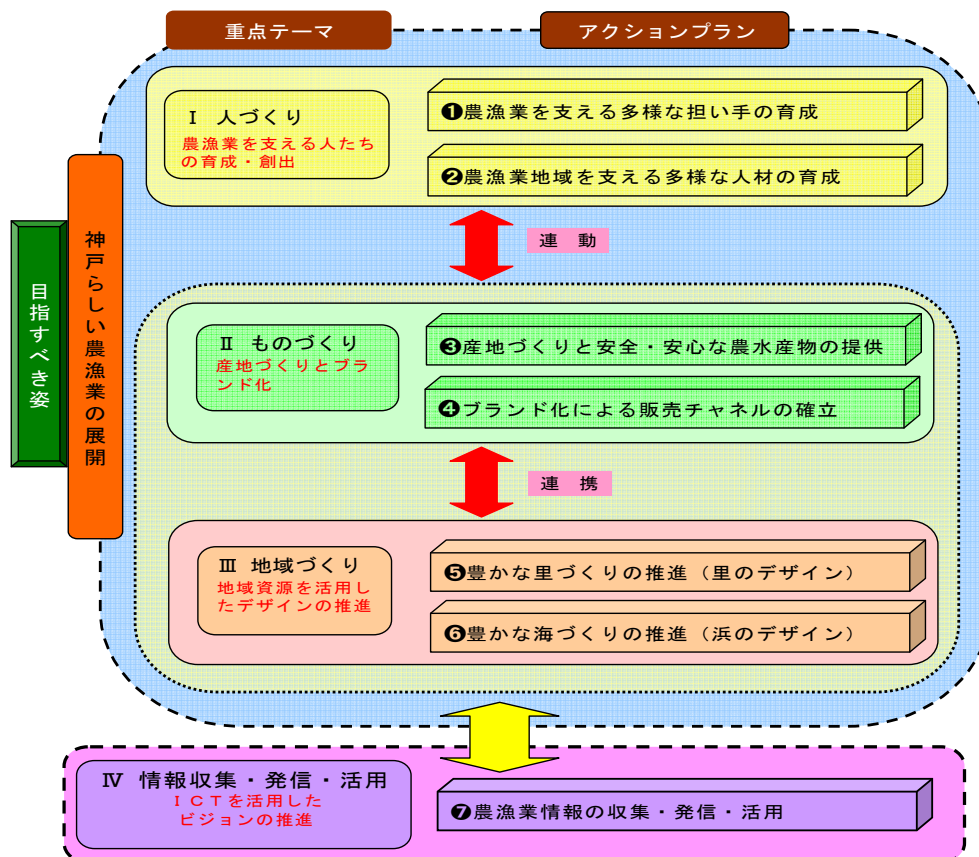 重点テーマ
アクションプラン
目指すべき姿
神戸らしい農漁業の展開
Ⅰ 人づくり
農漁業を支える人たち
の育成・創出
❶農漁業を支える多様な担い手の育成
❷農漁業地域を支える多様な人材の育成
連 動
Ⅱ ものづくり
産地づくりとブラ
ンド化
❸産地づくりと安全・安心な農水産物の提供
❹ブランド化による販売チャネルの確立
連 携
Ⅲ 地域づくり
地域資源を活用し
たデザインの推進
❺豊かな里づくりの推進（里のデザイン）
❻豊かな海づくりの推進（浜のデザイン）
Ⅳ 情報収集・発信・活用
ＩＣＴを活用した
ビジョンの推進
❼農漁業情報の収集・発信・活用